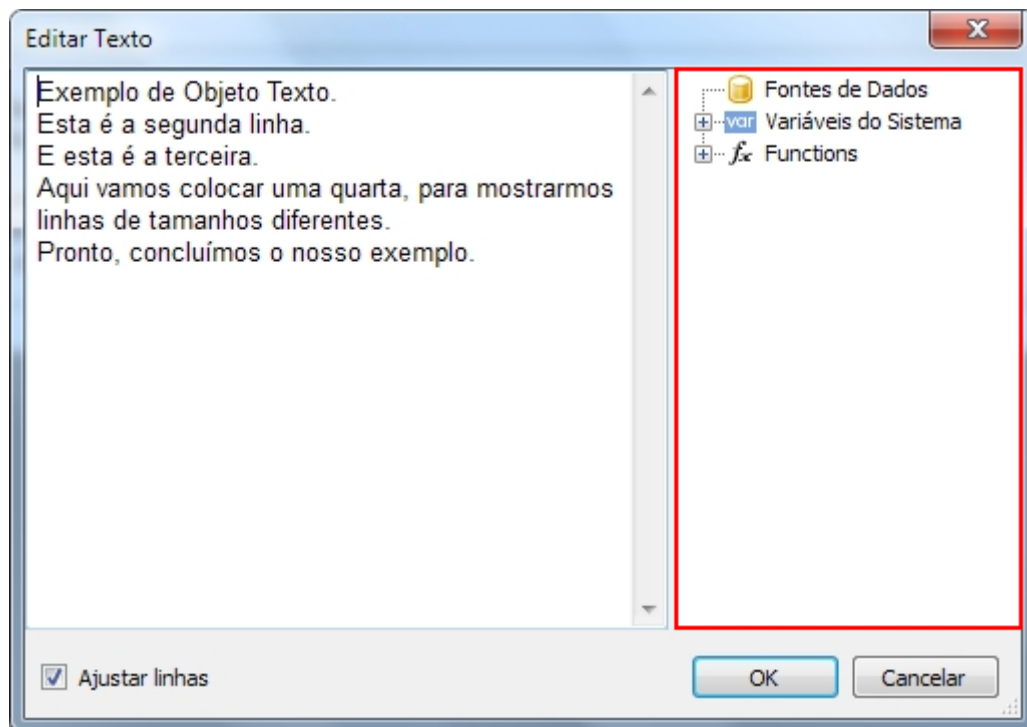 Editar Texto
Exemplo de Objeto Texto.
Esta é a segunda linha.
E esta é a terceira.
Aqui vamos colocar uma quarta, para mostrarmos
linhas de tamanhos diferentes.
Pronto, concluímos o nosso exemplo.
Fontes de Dados
var Variáveis do Sistema
fx Functions
Ajustar linhas
OK
Cancelar